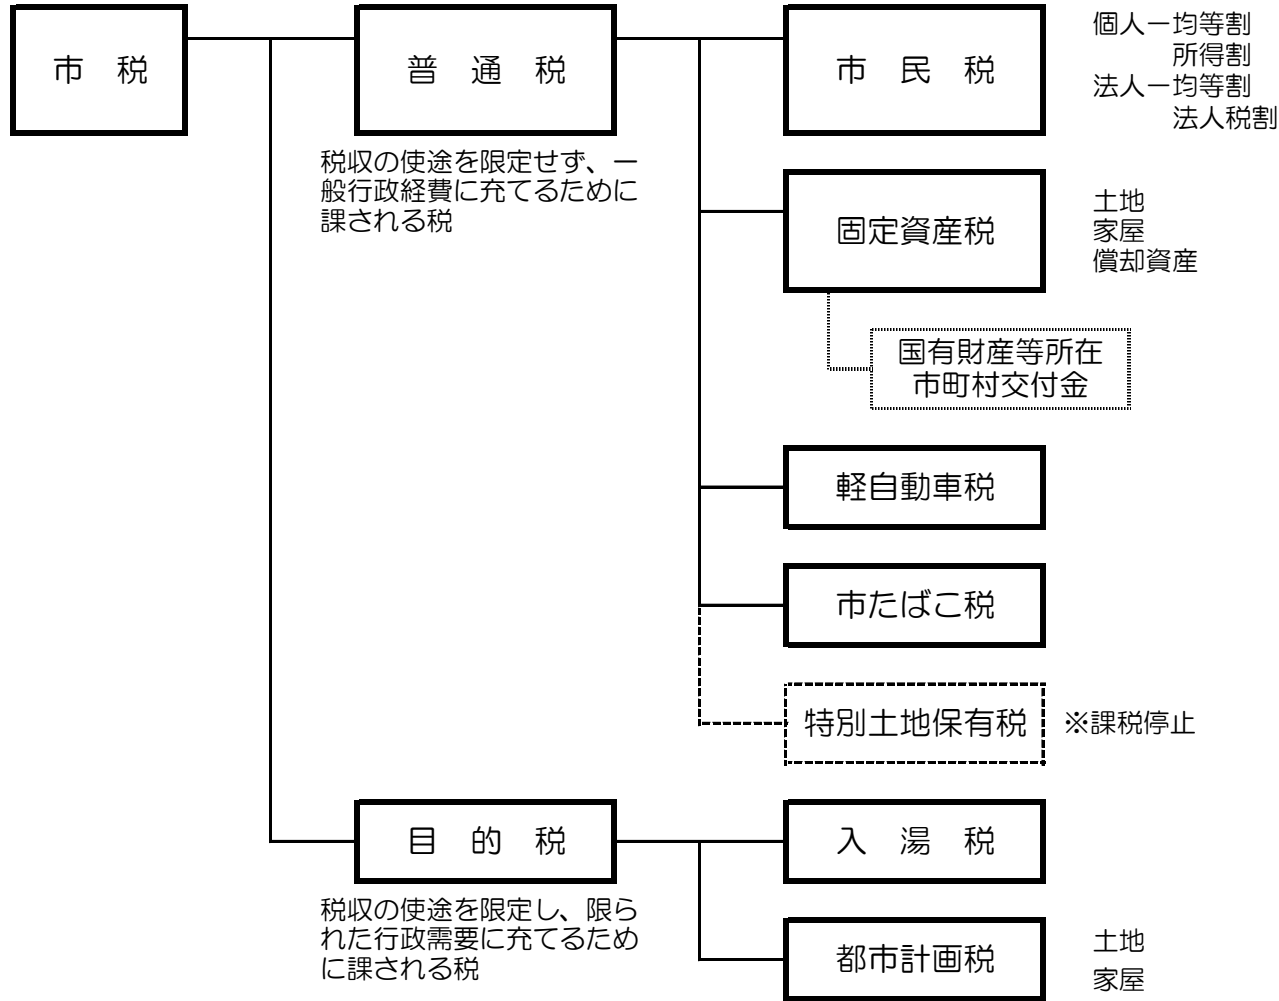 市　税
普　通　税
税収の使途を限定せず、一
般行政経費に充てるために
課される税
市　民　税
個人－均等割
所得割
法人－均等割
法人税割
固定資産税
土地
家屋
償却資産
国有財産等所在
市町村交付金
軽自動車税
市たばこ税
特別土地保有税
※課税停止
目　的　税
税収の使途を限定し、限ら
れた行政需要に充てるため
に課される税
入　湯　税
都市計画税
土地
家屋